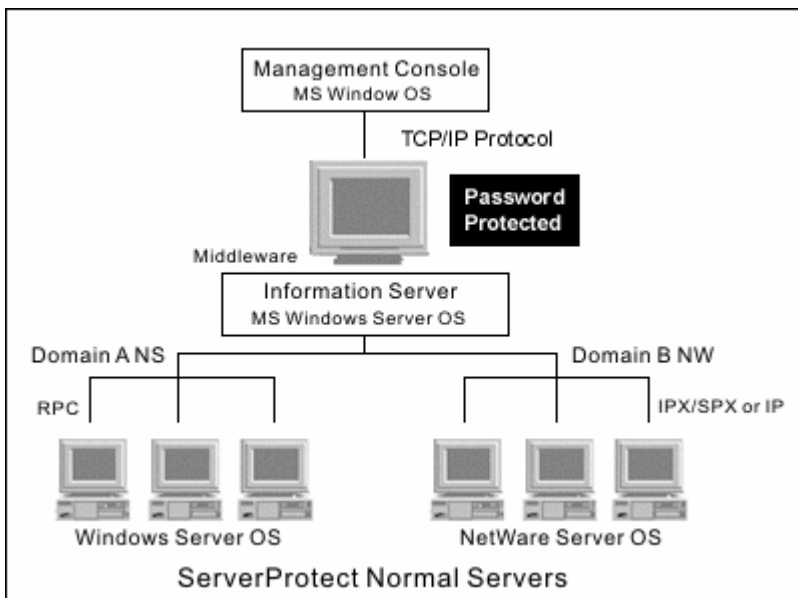 Management Console
MS Window OS
TCP/IP Protocol
Password
Protected
Middleware
Information Server
MS Windows Server OS
Domain A NS
Domain B NW
RPC
IPX/SPX or IP
Windows Server OS
NetWare Server OS
ServerProtect Normal Servers